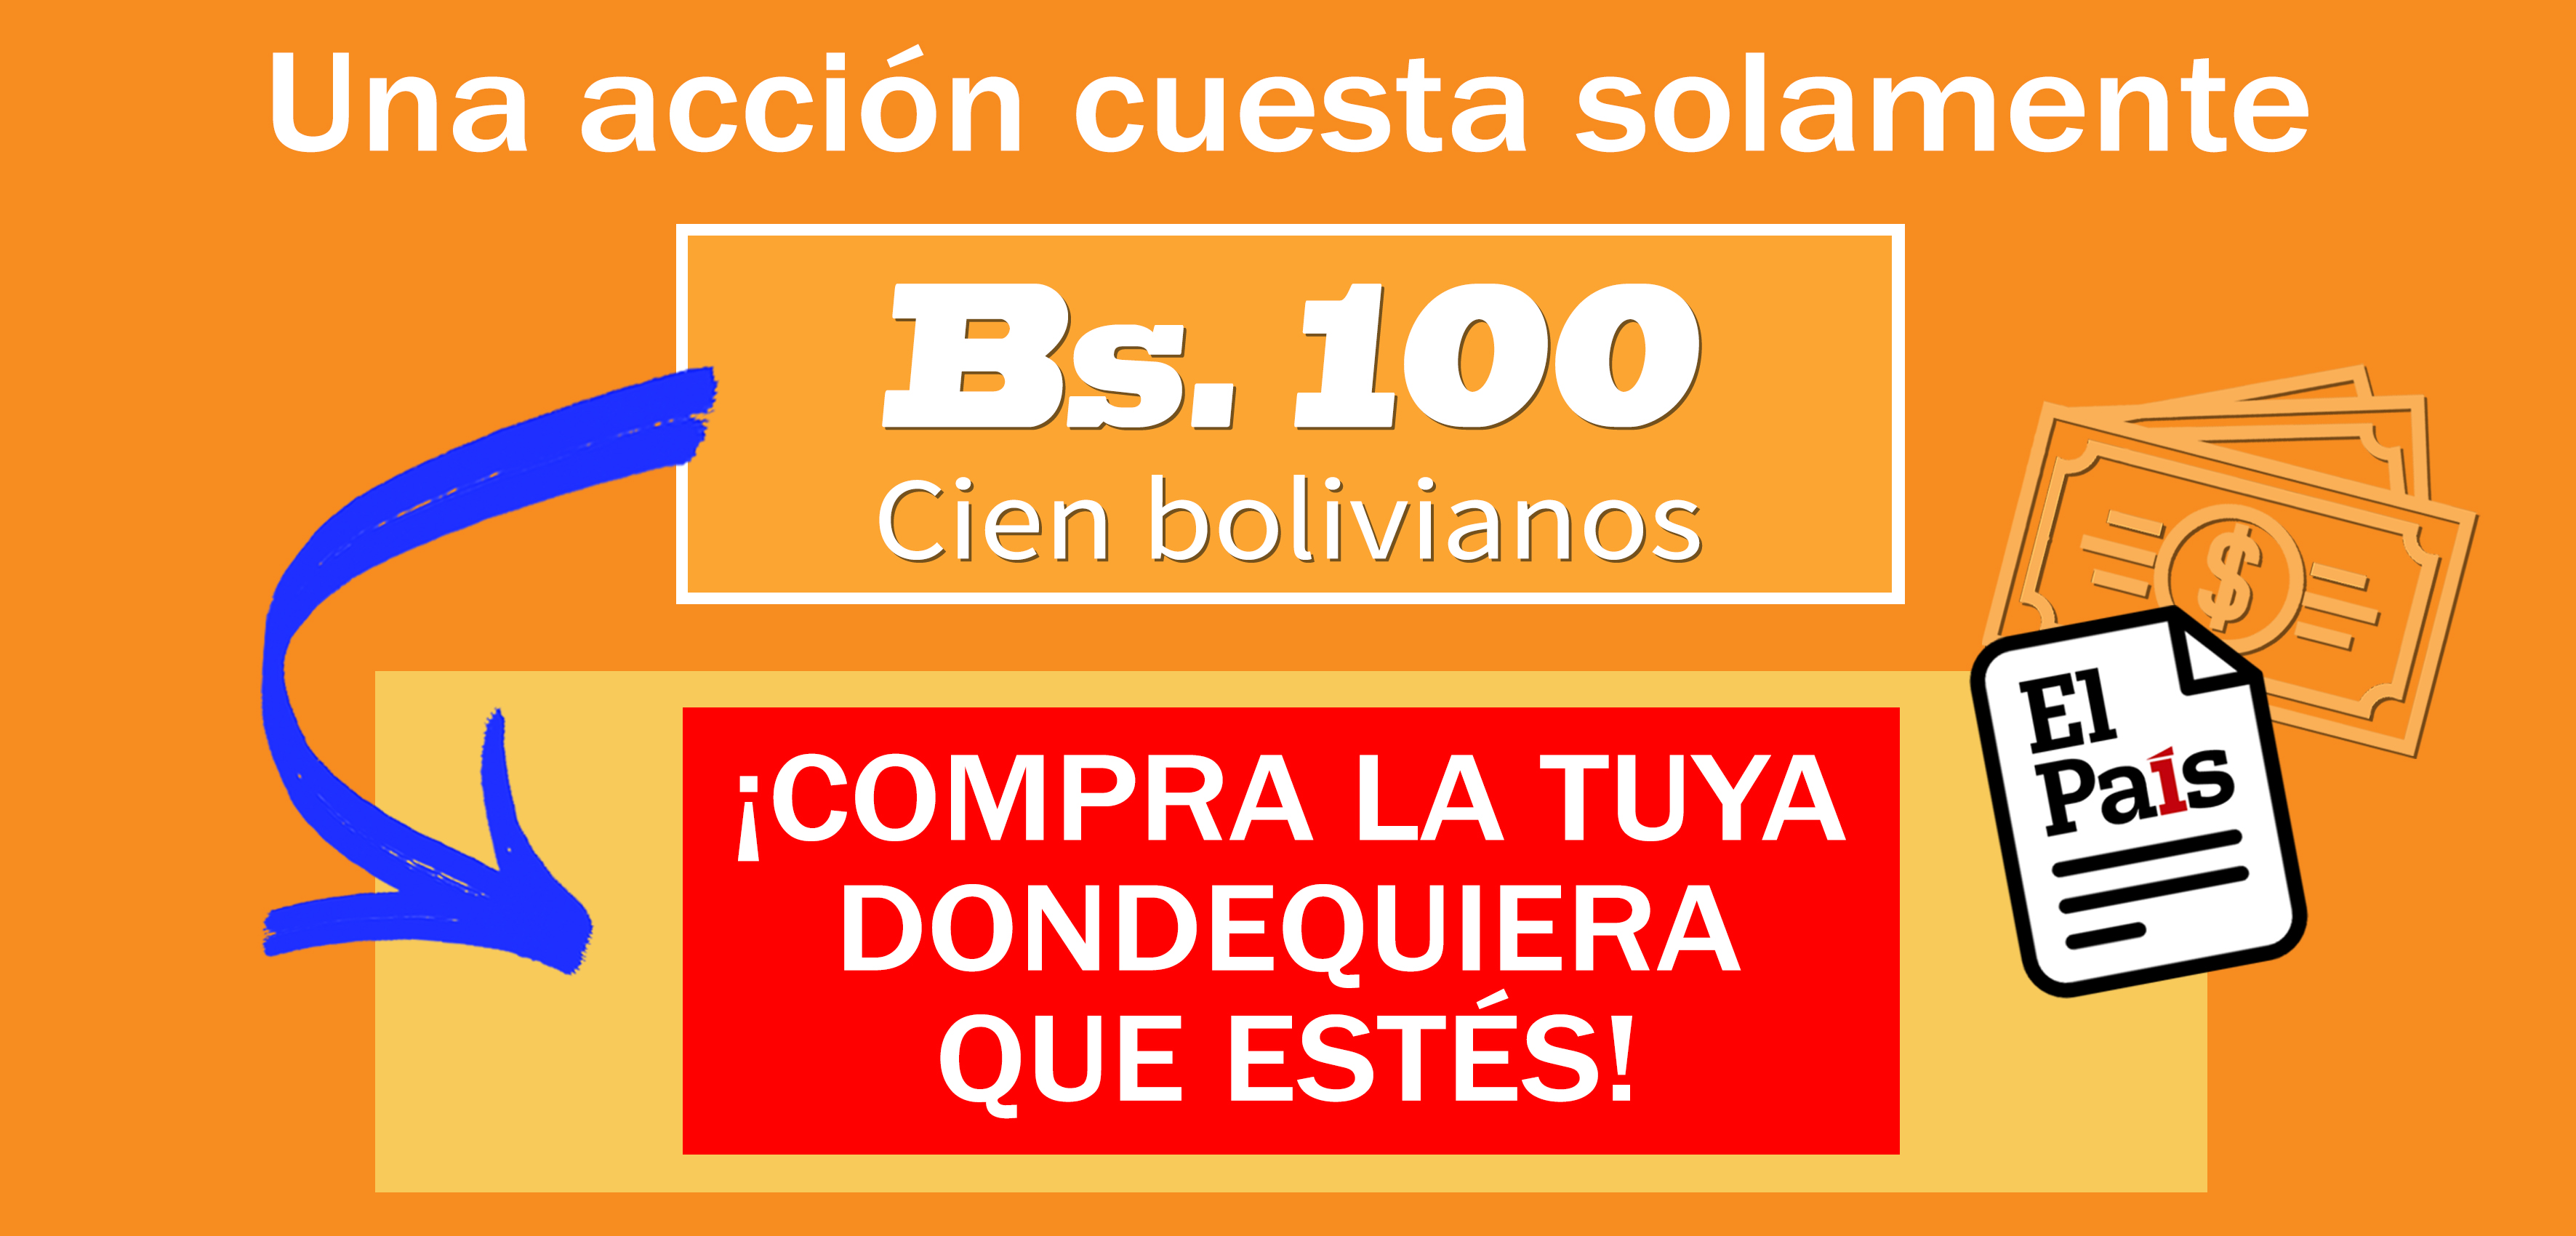 Una acción cuesta solamente
Bs. 100
Cien bolivianos
$
¡COMPRA LA TUYA
DONDEQUIERA
QUE ESTÉS!
El
País